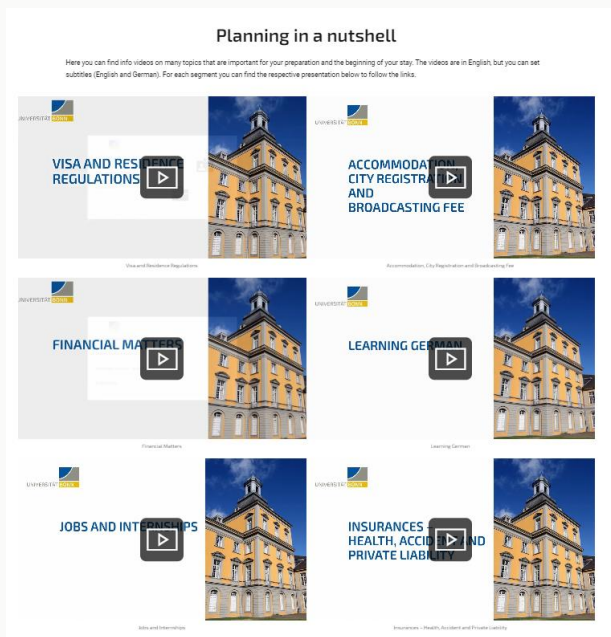 Planning in a nutshell
Here you can find info videos on many topics that are important for your preparation and the beginning of your stay. The videos are in English, but you can set
subtitles (English and German). For each segment you can find the respective presentation below to follow the links.
UNIVERSITÄT BONN
VISA AND RESIDENCE
REGULATIONS
Visa and Residence Regulations
UNIVERSITÄT BONN
ACCOMMODATION,
CITY REGISTRATION
AND
BROADCASTING FEE
Accommodation, City Registration and Broadcasting Fee
UNIVERSITÄT BONN
FINANCIAL MATTERS
Financial Matters
UNIVERSITÄT BONN
LEARNING GERMAN
Learning German
UNIVERSITÄT BONN
JOBS AND INTERNSHIPS
Jobs and Internships
UNIVERSITÄT BONN
INSURANCES –
HEALTH, ACCIDENT AND
PRIVATE LIABILITY
Insurances – Health, Accident and Private Liability